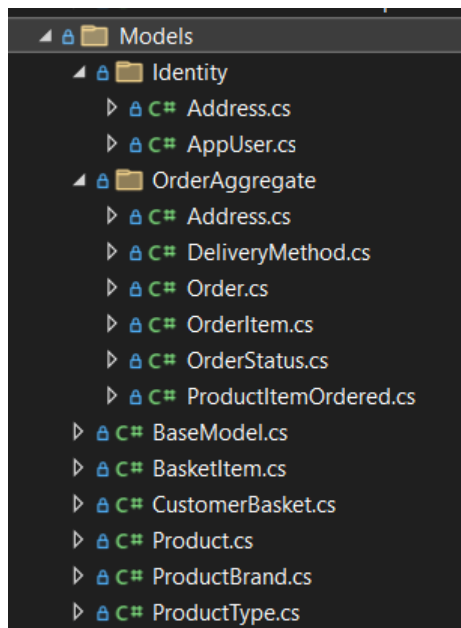 Models
Identity
C# Address.cs
C# AppUser.cs
OrderAggregate
C# Address.cs
C# DeliveryMethod.cs
C# Order.cs
C# OrderItem.cs
C# OrderStatus.cs
C# ProductItemOrdered.cs
C# BaseModel.cs
C# BasketItem.cs
C# CustomerBasket.cs
C# Product.cs
C# ProductBrand.cs
C# ProductType.cs